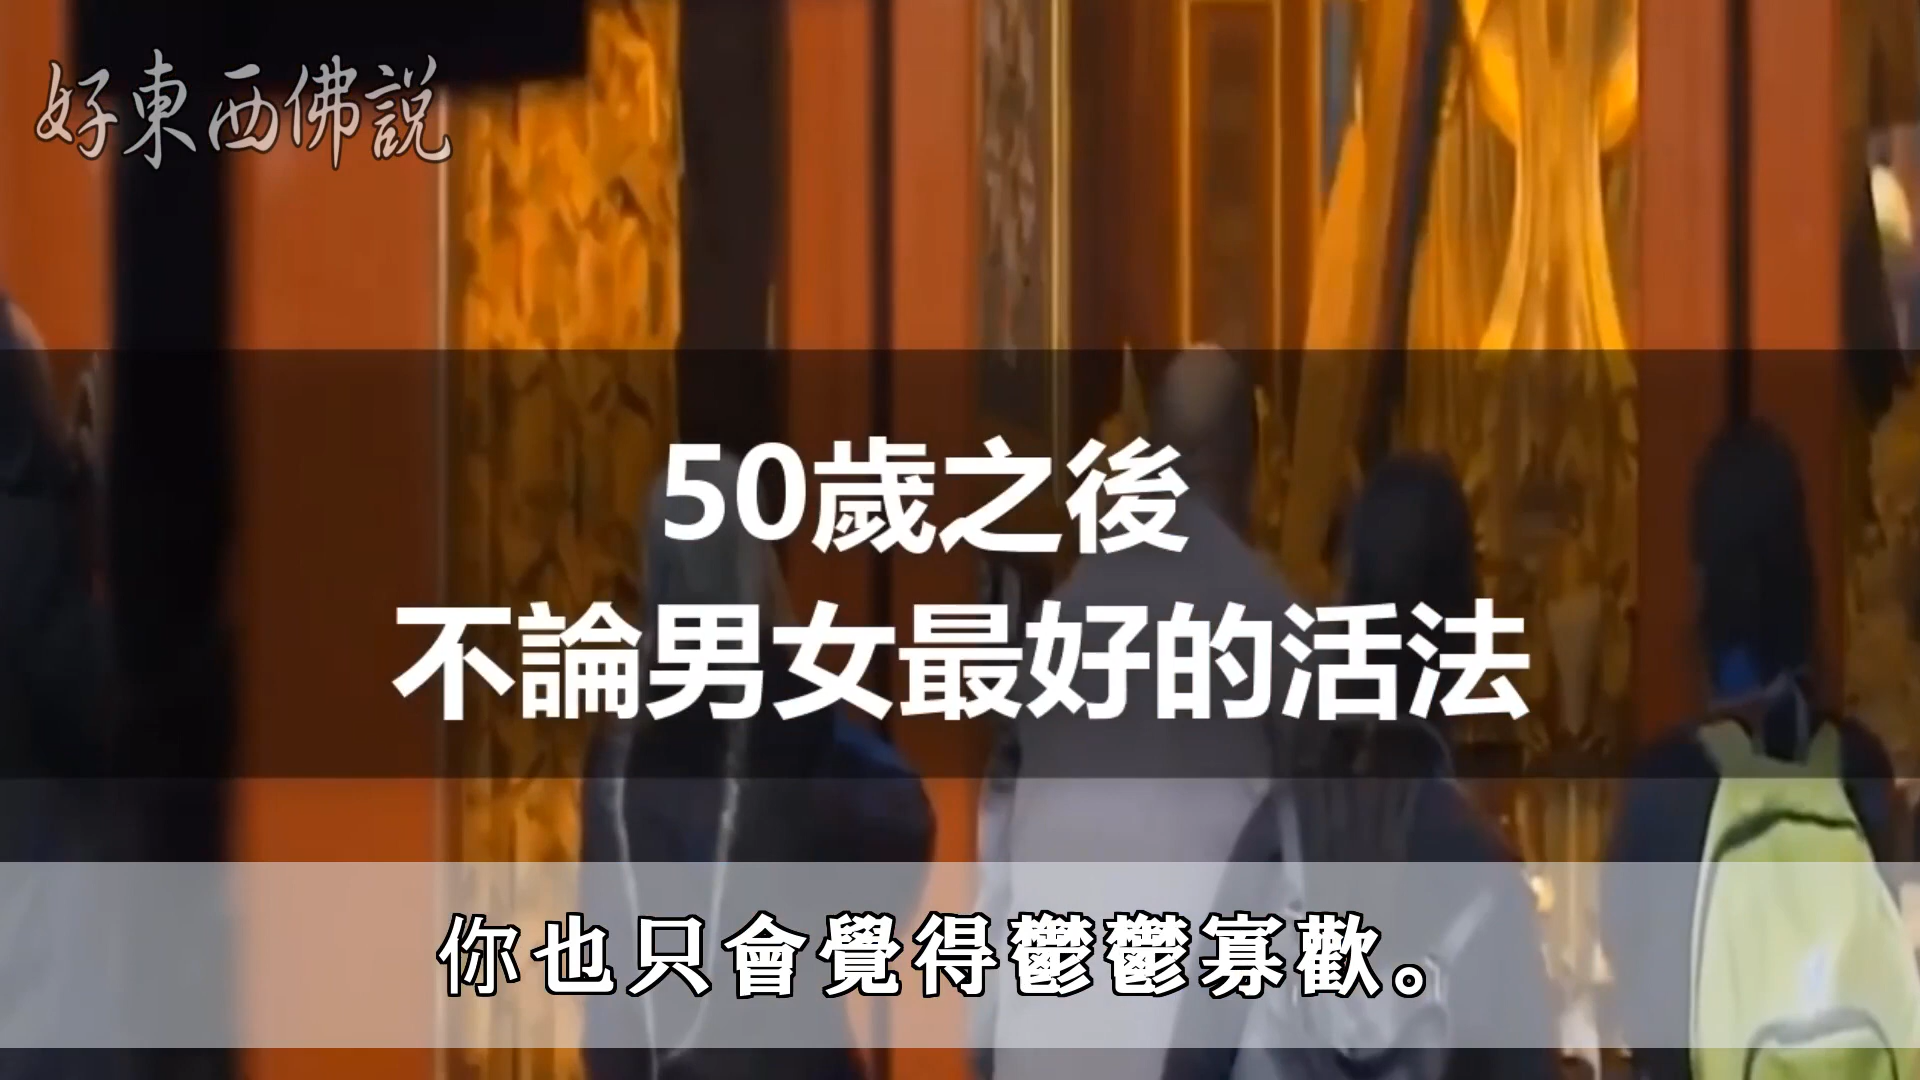 好東西佛説
50歲之後
不論男女最好的活法
你也只會覺得鬱鬱寡歡。